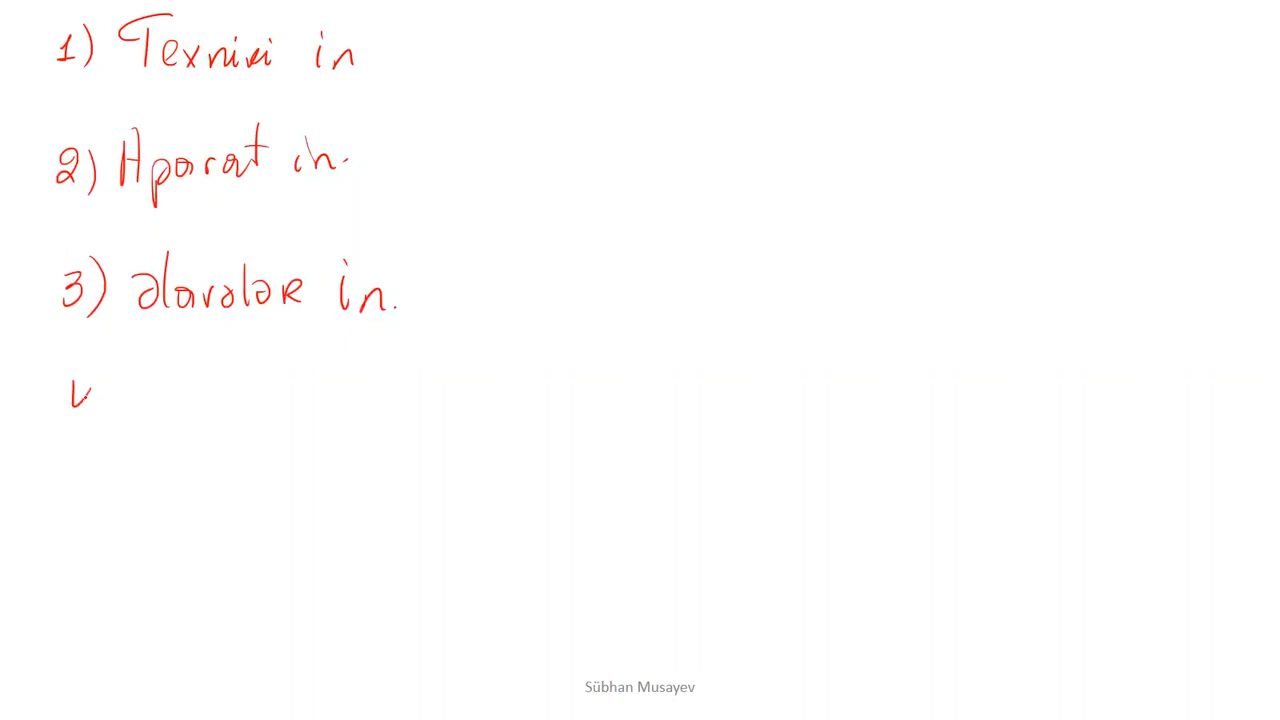 1) Texniki in
2) Aparat in.
3) Əlavələr in.
Sübhan Musayev